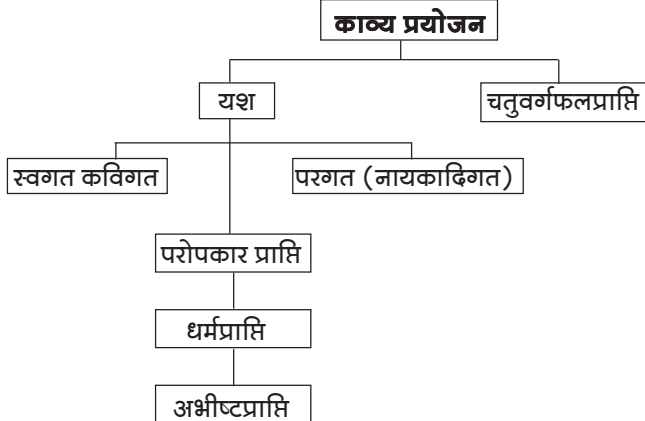 काव्य प्रयोजन
यश
चतुवर्गफलप्राप्ति
स्वगत कविगत
परगत (नायकादिगत)
परोपकार प्राप्ति
धर्मप्राप्ति
अभीष्टप्राप्ति